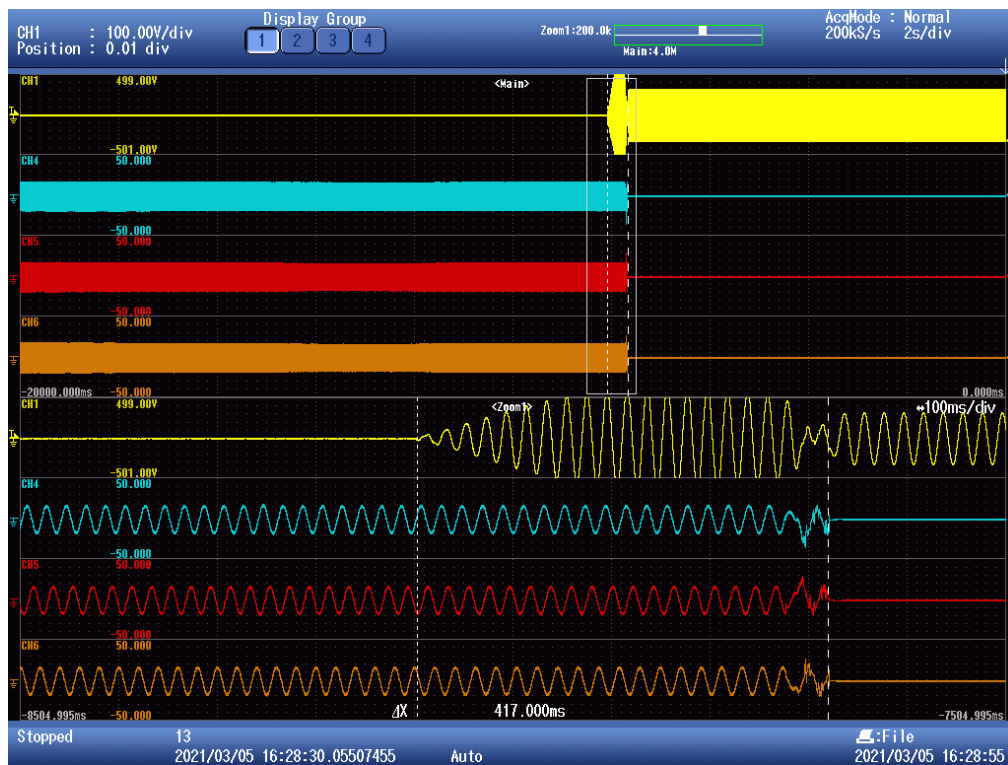 CH1 : 100.00V/div
Position : 0.01 div
Display Group
1 2 3 4
Zoom1:200.0k
Main:4.0M
AcqMode : Normal
200kS/s 2s/div
CH1 499.00V
<Main>
-501.00V
CH4 50.000
-50.000
CH5 50.000
-50.000
CH6 50.000
-20000.000ms -50.000 0.000ms
CH1 499.00V <Zoom1> ↔100ms/div
-501.00V
CH4 50.000
-50.000
CH5 50.000
-50.000
CH6 50.000
-8504.995ms -50.000 ΔX 417.000ms -7504.995ms
Stopped 13 :File
2021/03/05 16:28:30.05507455 Auto 2021/03/05 16:28:55